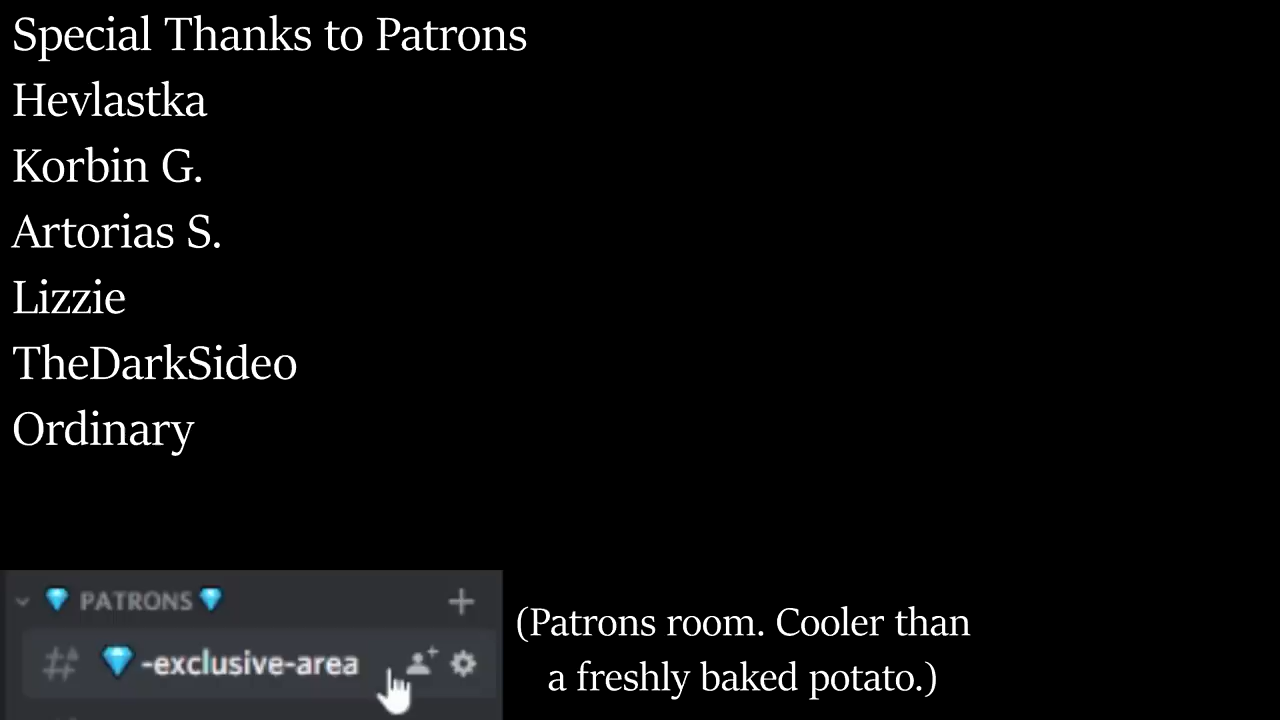 Special Thanks to Patrons
Hevlastka
Korbin G.
Artorias S.
Lizzie
TheDarkSideo
Ordinary
PATRONS
-exclusive-area
(Patrons room. Cooler than
a freshly baked potato.)